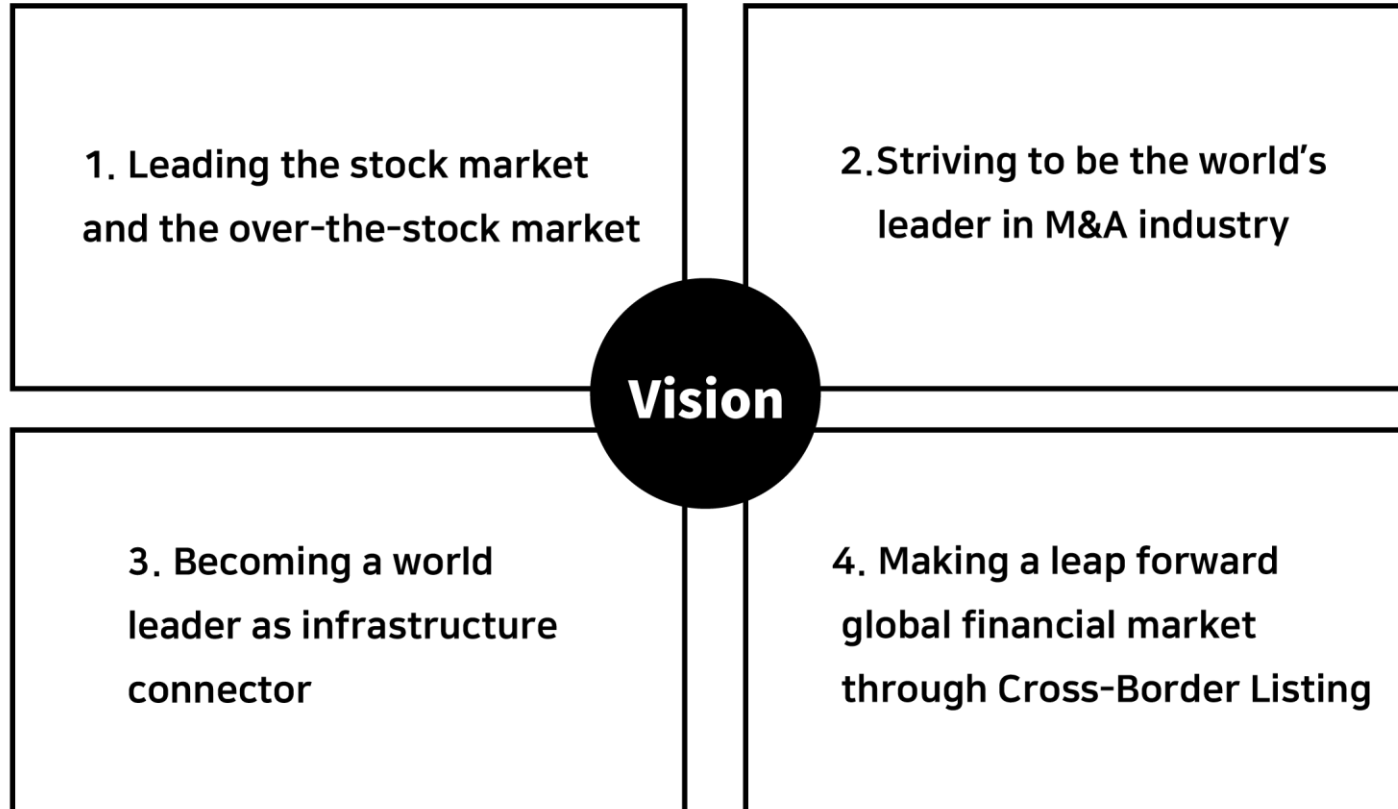 1. Leading the stock market
and the over-the-stock market
2.Striving to be the world's
leader in M&A industry
Vision
3. Becoming a world
leader as infrastructure
connector
4. Making a leap forward
global financial market
through Cross-Border Listing